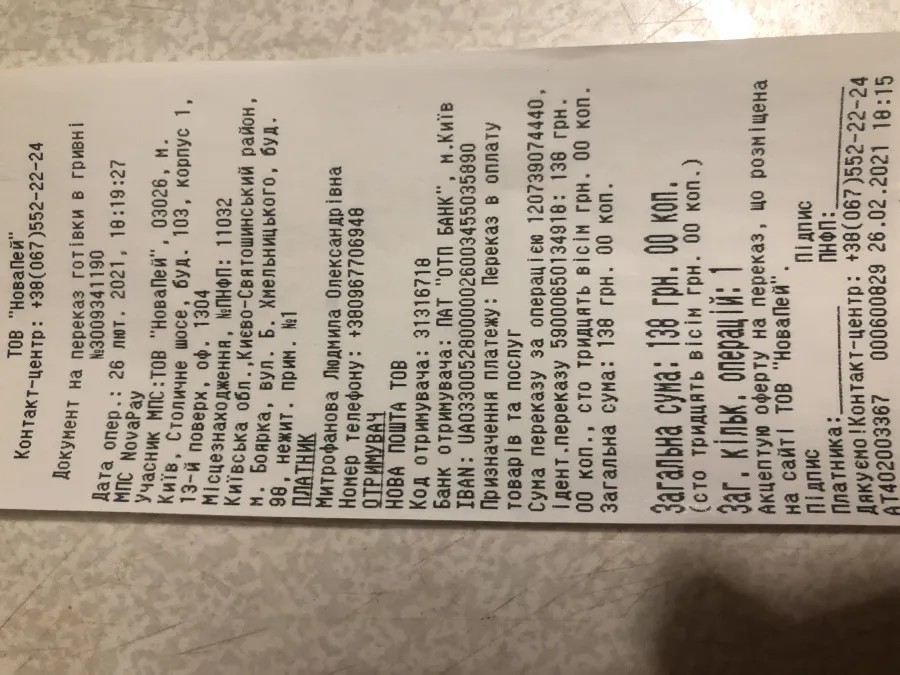 ТОВ "НоваПей"
Контакт-центр: +38(067)552-22-24
Документ на переказ готівки в гривні
№3009341190
Дата опер.: 26 лют. 2021, 18:19:27
МПС NovaPay
Учасник МПС:ТОВ "НоваПей", 03026, м.
Київ, Столичне шосе, буд. 103, корпус 1,
13-й поверх, оф. 1304
Місцезнаходження, №ПНФП: 11032
Київська обл.,Києво-Святошинський район,
м. Боярка, вул. Б. Хмельницького, буд.
98, нежит. прим. №1
ПЛАТНИК
Митрофанова Людмила Олександрівна
Номер телефону: +380967706948
ОТРИМУВАЧ
НОВА ПОШТА ТОВ
Код отримувача: 31316718
Банк отримувача: ПАТ "ОТП БАНК", м.Київ
IBAN: UA033005280000026003455035890
Призначення платежу: Переказ в оплату
товарів та послуг
Сума переказу за операцією 120739074440,
ідент.переказу 59000650134918: 138 грн.
00 коп., сто тридцять вісім грн. 00 коп.
Загальна сума: 138 грн. 00 коп.
Загальна сума: 138 грн. 00 коп.
(сто тридцять вісім грн. 00 коп.)
Заг. кільк. операцій: 1
Акцептую оферту на переказ, що розміщена
на сайті ТОВ "НоваПей".
Підпис Підпис
Платника:________ ПНФП:________
Дякуємо!Контакт-центр: +38(067)552-22-24
АТ402003367 000600829 26.02.2021 18:15